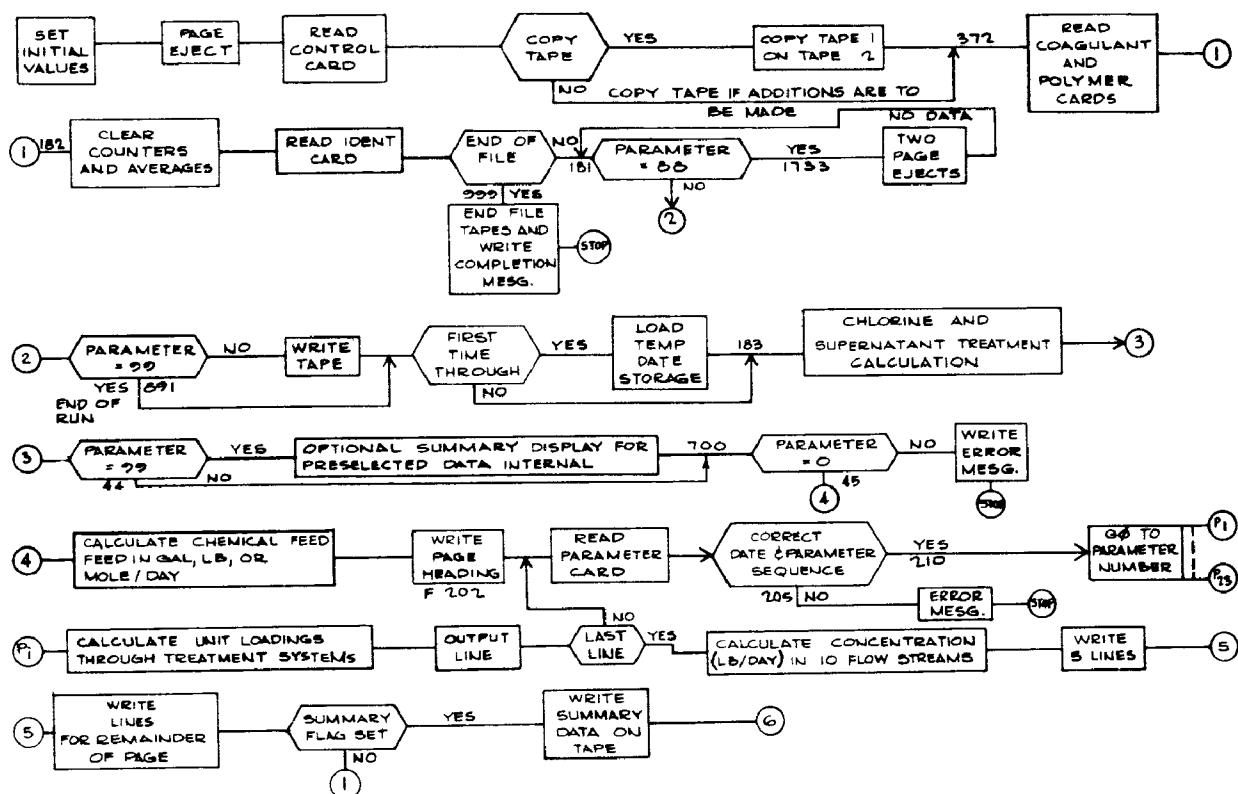 SET
INITIAL
VALUES
PAGE
EJECT
READ
CONTROL
CARD
COPY
TAPE
YES
NO
COPY TAPE 1
ON TAPE 2
COPY TAPE IF ADDITIONS ARE TO
BE MADE
372
READ
COAGULANT
AND
POLYMER
CARDS
1
1
182
CLEAR
COUNTERS
AND AVERAGES
READ IDENT
CARD
END OF
FILE
NO
181
999 YES
END FILE
TAPES AND
WRITE
COMPLETION
MESG.
STOP
PARAMETER
= 88
NO
2
YES
1733
NO DATA
TWO
PAGE
EJECTS
2
PARAMETER
= 99
NO
YES 891
END OF
RUN
WRITE
TAPE
FIRST
TIME
THROUGH
YES
NO
LOAD
TEMP
DATE
STORAGE
183
CHLORINE AND
SUPERNATANT TREATMENT
CALCULATION
3
3
PARAMETER
= 99
44
YES
NO
OPTIONAL SUMMARY DISPLAY FOR
PRESELECTED DATA INTERNAL
700
PARAMETER
= 0
45
4
NO
WRITE
ERROR
MESG.
STOP
4
CALCULATE CHEMICAL FEED
FEED IN GAL, LB, OR
MOLE / DAY
WRITE
PAGE
HEADING
F 202
READ
PARAMETER
CARD
CORRECT
DATE & PARAMETER
SEQUENCE
YES
210
205 NO
ERROR
MESG.
STOP
GØ TO
PARAMETER
NUMBER
P1
P25
Pi
CALCULATE UNIT LOADINGS
THROUGH TREATMENT SYSTEMS
OUTPUT
LINE
LAST
LINE
NO
YES
CALCULATE CONCENTRATION
(LB/DAY) IN 10 FLOW STREAMS
WRITE
5 LINES
5
5
WRITE
LINES
FOR REMAINDER
OF PAGE
SUMMARY
FLAG SET
YES
NO
1
WRITE
SUMMARY
DATA ON
TAPE
6